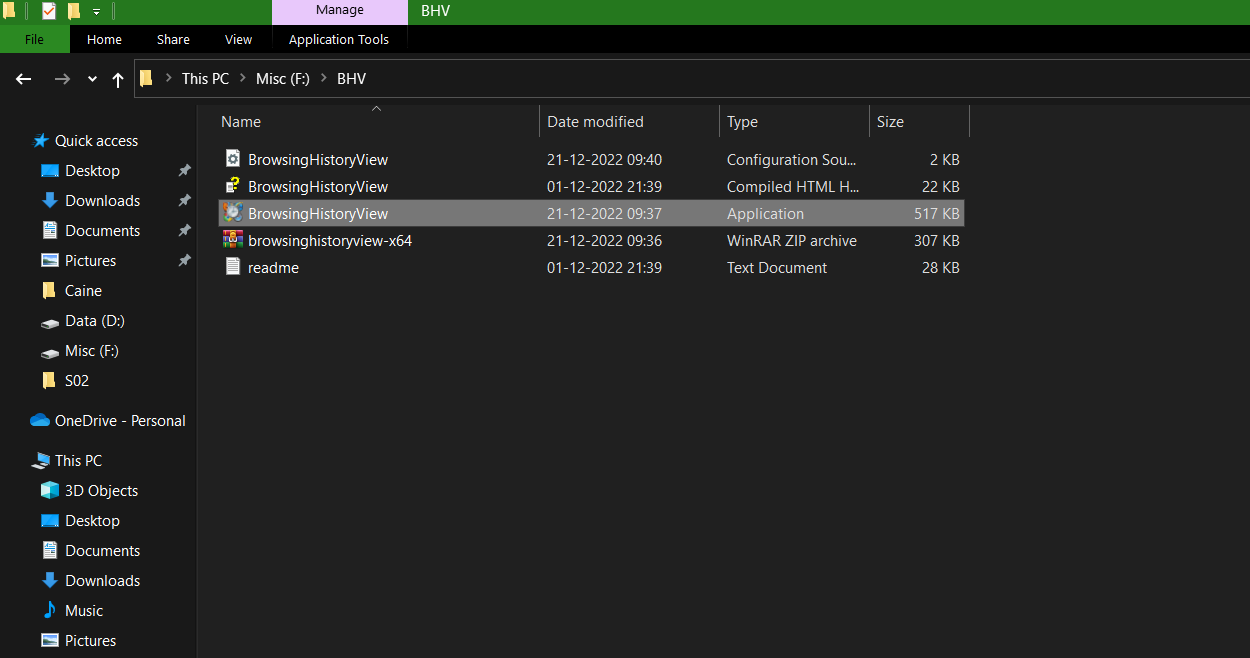 Manage BHV
File Home Share View Application Tools
This PC Misc (F:) BHV
Name Date modified Type Size
BrowsingHistoryView 21-12-2022 09:40 Configuration Sou... 2 KB
BrowsingHistoryView 01-12-2022 21:39 Compiled HTML H... 22 KB
BrowsingHistoryView 21-12-2022 09:37 Application 517 KB
browsinghistoryview-x64 21-12-2022 09:36 WinRAR ZIP archive 307 KB
readme 01-12-2022 21:39 Text Document 28 KB
Quick access
Desktop
Downloads
Documents
Pictures
Caine
Data (D:)
Misc (F:)
S02
OneDrive - Personal
This PC
3D Objects
Desktop
Documents
Downloads
Music
Pictures